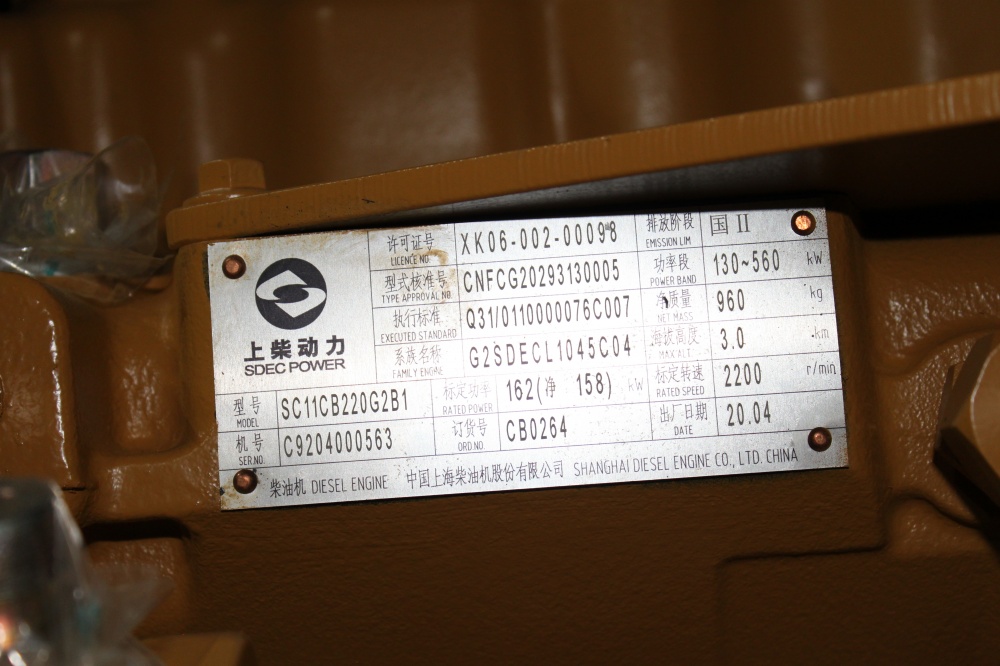 上柴动力
SDEC POWER
许可证号 XK06-002-00098 排放阶段 国 II
LICENCE NO. EMISSION LIM
型式核准号 CNFCG20293130005 功率段 130~560 kW
TYPE APPROVAL NO. POWER BAND
执行标准 Q31/0110000076C007 净质量 960 kg
EXECUTED STANDARD NET MASS
系族名称 G2SDECL1045C04 海拔高度 3.0 km
FAMILY ENGINE MAX ALT.
型号 SC11CB220G2B1 标定功率 162(净 158) kW 标定转速 2200 r/min
MODEL RATED POWER RATED SPEED
机号 C9204000563 订货号 CB0264 出厂日期 20.04
SER.NO. ORD.NO. DATE
柴油机 DIESEL ENGINE 中国上海柴油机股份有限公司 SHANGHAI DIESEL ENGINE CO., LTD. CHINA